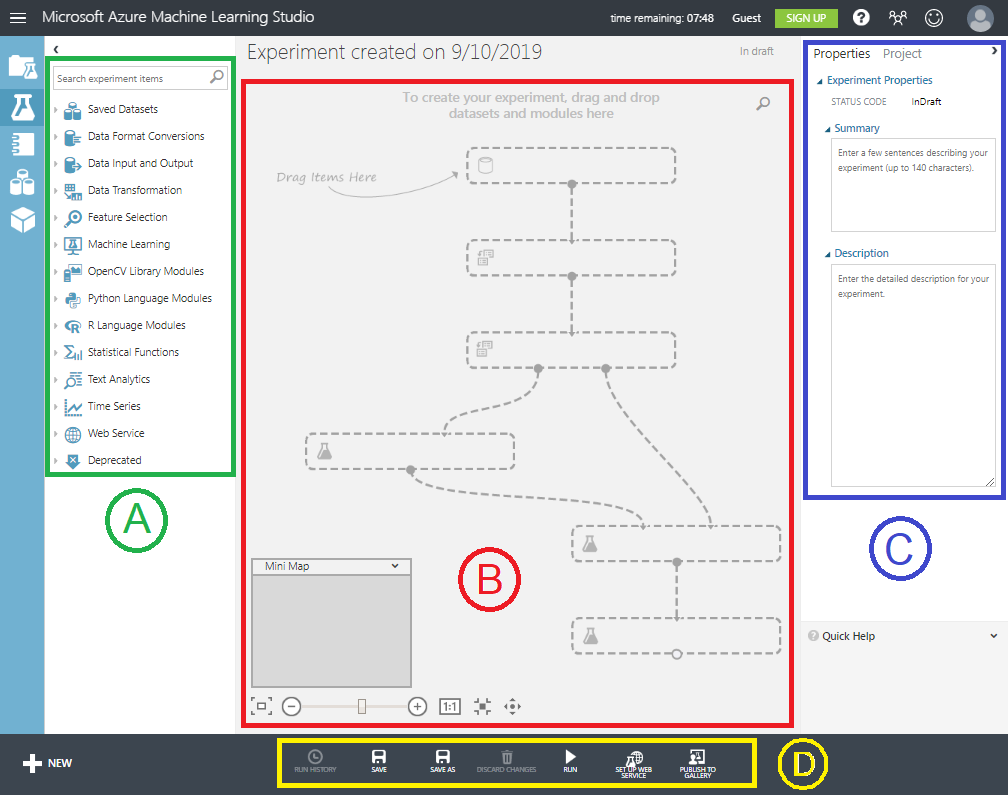 Microsoft Azure Machine Learning Studio
time remaining: 07:48
Guest
SIGN UP
?
Search experiment items
Saved Datasets
Data Format Conversions
Data Input and Output
Data Transformation
Feature Selection
Machine Learning
OpenCV Library Modules
Python Language Modules
R Language Modules
Statistical Functions
Text Analytics
Time Series
Web Service
Deprecated
A
Experiment created on 9/10/2019
In draft
To create your experiment, drag and drop
datasets and modules here
Drag Items Here
B
Mini Map
1:1
Properties
Project
Experiment Properties
STATUS CODE
InDraft
Summary
Enter a few sentences describing your
experiment (up to 140 characters).
Description
Enter the detailed description for your
experiment.
C
? Quick Help
NEW
RUN HISTORY
SAVE
SAVE AS
DISCARD CHANGES
RUN
SET UP WEB
SERVICE
PUBLISH TO
GALLERY
D